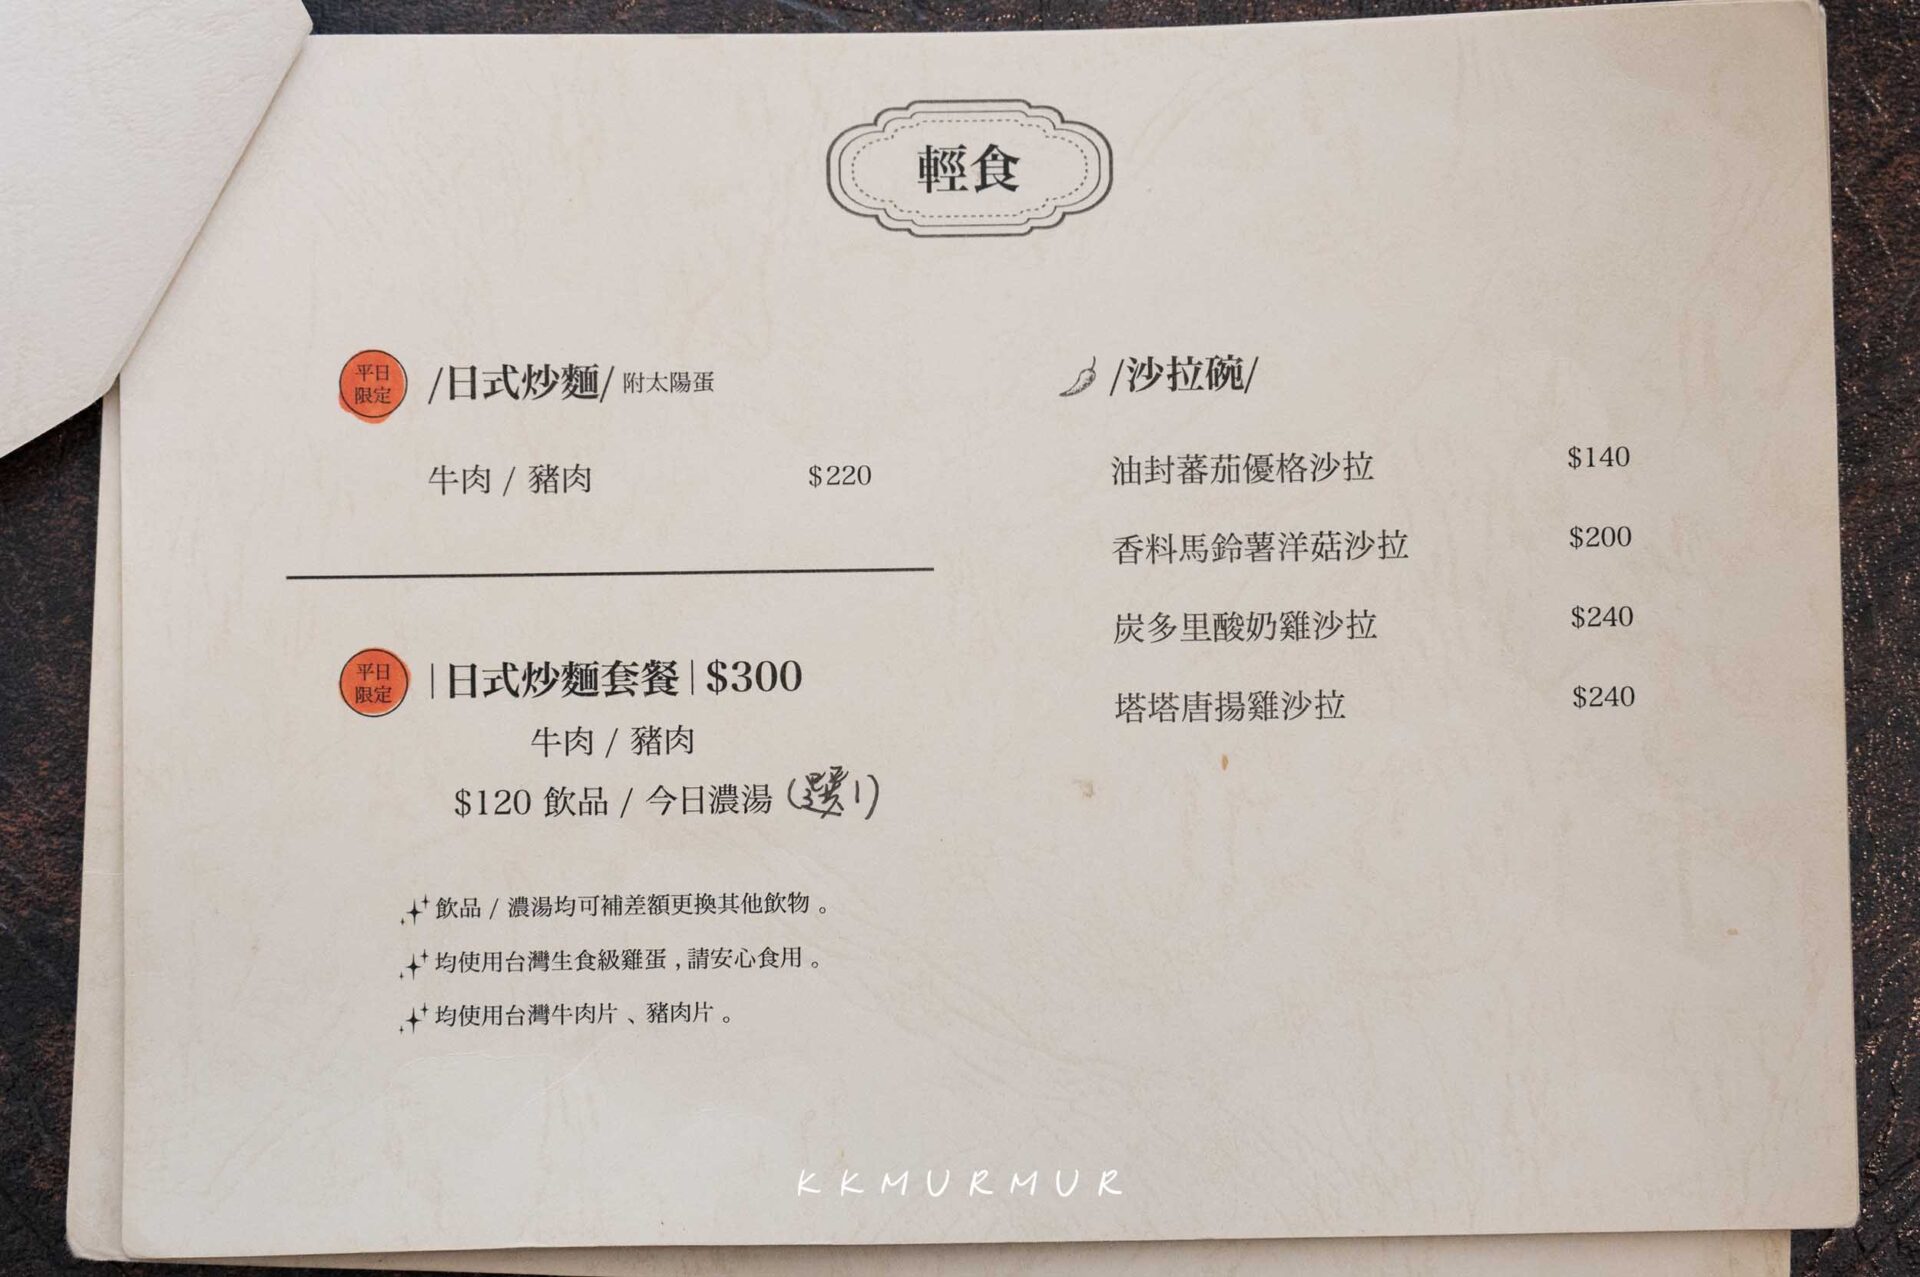 輕食
平日
限定
/日式炒麵/ 附太陽蛋
牛肉 / 豬肉 $220
平日
限定
|日式炒麵套餐| $300
牛肉 / 豬肉
$120 飲品 / 今日濃湯 (選1)
飲品 / 濃湯均可補差額更換其他飲物。
均使用台灣生食級雞蛋,請安心食用。
均使用台灣牛肉片、豬肉片。
/沙拉碗/
油封蕃茄優格沙拉 $140
香料馬鈴薯洋菇沙拉 $200
炭多里酸奶雞沙拉 $240
塔塔唐揚雞沙拉 $240
KKMURMUR